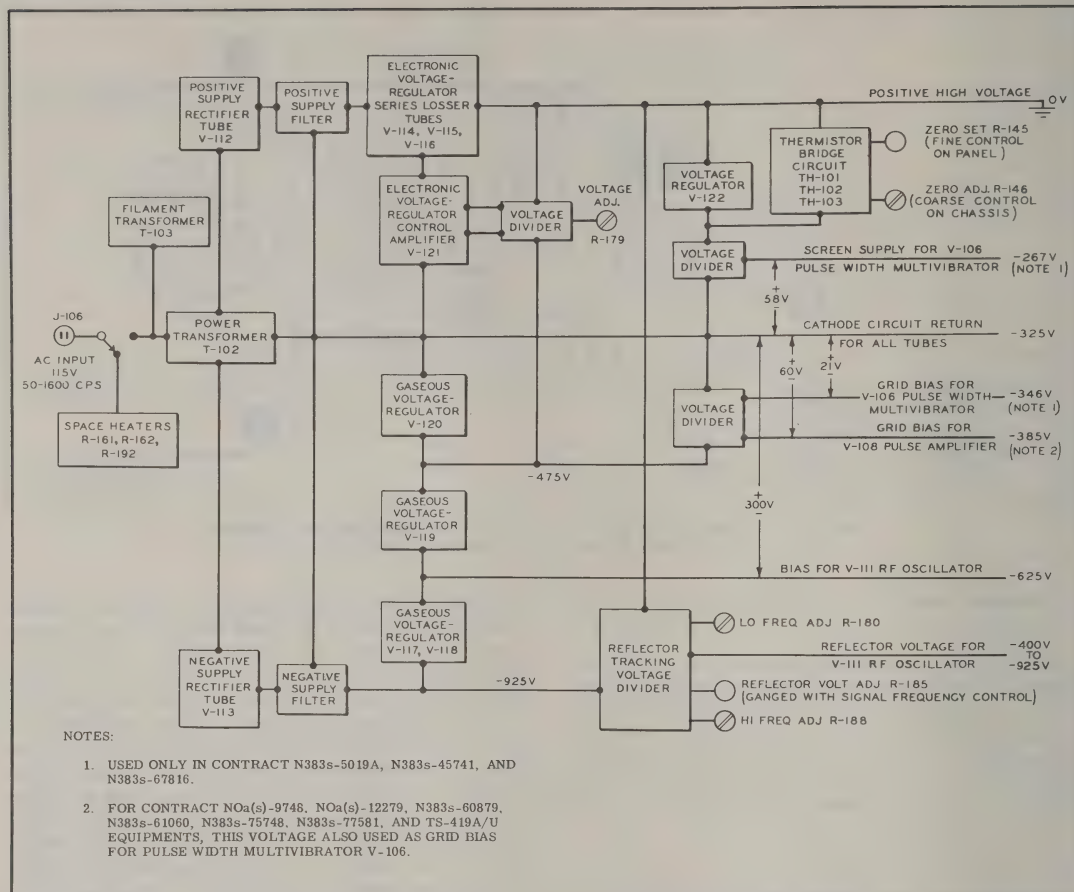 POSITIVE
SUPPLY
RECTIFIER
TUBE
V-112
POSITIVE
SUPPLY
FILTER
ELECTRONIC
VOLTAGE-
REGULATOR
SERIES LOSSER
TUBES
V-114, V-115,
V-116
POSITIVE HIGH VOLTAGE
0V
THERMISTOR
BRIDGE
CIRCUIT
TH-101
TH-102
TH-103
ZERO SET R-145
(FINE CONTROL
ON PANEL)
ZERO ADJ. R-146
(COARSE CONTROL
ON CHASSIS)
VOLTAGE
REGULATOR
V-122
FILAMENT
TRANSFORMER
T-103
ELECTRONIC
VOLTAGE-
REGULATOR
CONTROL
AMPLIFIER
V-121
VOLTAGE
DIVIDER
VOLTAGE
ADJ.
R-179
VOLTAGE
DIVIDER
SCREEN SUPPLY FOR V-106
PULSE WIDTH MULTIVIBRATOR
-267V
(NOTE 1)
+
58V
-
J-106
AC INPUT
115V
50-1600 CPS
POWER
TRANSFORMER
T-102
CATHODE CIRCUIT RETURN
FOR ALL TUBES
-325V
+
60V
-
+
21V
-
SPACE HEATERS
R-161, R-162,
R-192
GASEOUS
VOLTAGE-
REGULATOR
V-120
VOLTAGE
DIVIDER
GRID BIAS FOR
V-106 PULSE WIDTH
MULTIVIBRATOR
-346V
(NOTE 1)
GRID BIAS FOR
V-108 PULSE AMPLIFIER
-385V
(NOTE 2)
-475V
+
300V
-
GASEOUS
VOLTAGE-
REGULATOR
V-119
BIAS FOR V-111 RF OSCILLATOR
-625V
GASEOUS
VOLTAGE-
REGULATOR
V-117, V-118
NEGATIVE
SUPPLY
RECTIFIER
TUBE
V-113
NEGATIVE
SUPPLY
FILTER
-925V
REFLECTOR
TRACKING
VOLTAGE
DIVIDER
LO FREQ ADJ R-180
REFLECTOR VOLTAGE FOR
V-111 RF OSCILLATOR
-400V
TO
-925V
REFLECTOR VOLT ADJ R-185
(GANGED WITH SIGNAL FREQUENCY CONTROL)
HI FREQ ADJ R-188
NOTES:
1. USED ONLY IN CONTRACT N383s-5019A, N383s-45741, AND
N383s-67816.
2. FOR CONTRACT NOa(s)-9748, NOa(s)-12279, N383s-60879,
N383s-61060, N383s-75748, N383s-77581, AND TS-419A/U
EQUIPMENTS, THIS VOLTAGE ALSO USED AS GRID BIAS
FOR PULSE WIDTH MULTIVIBRATOR V-106.